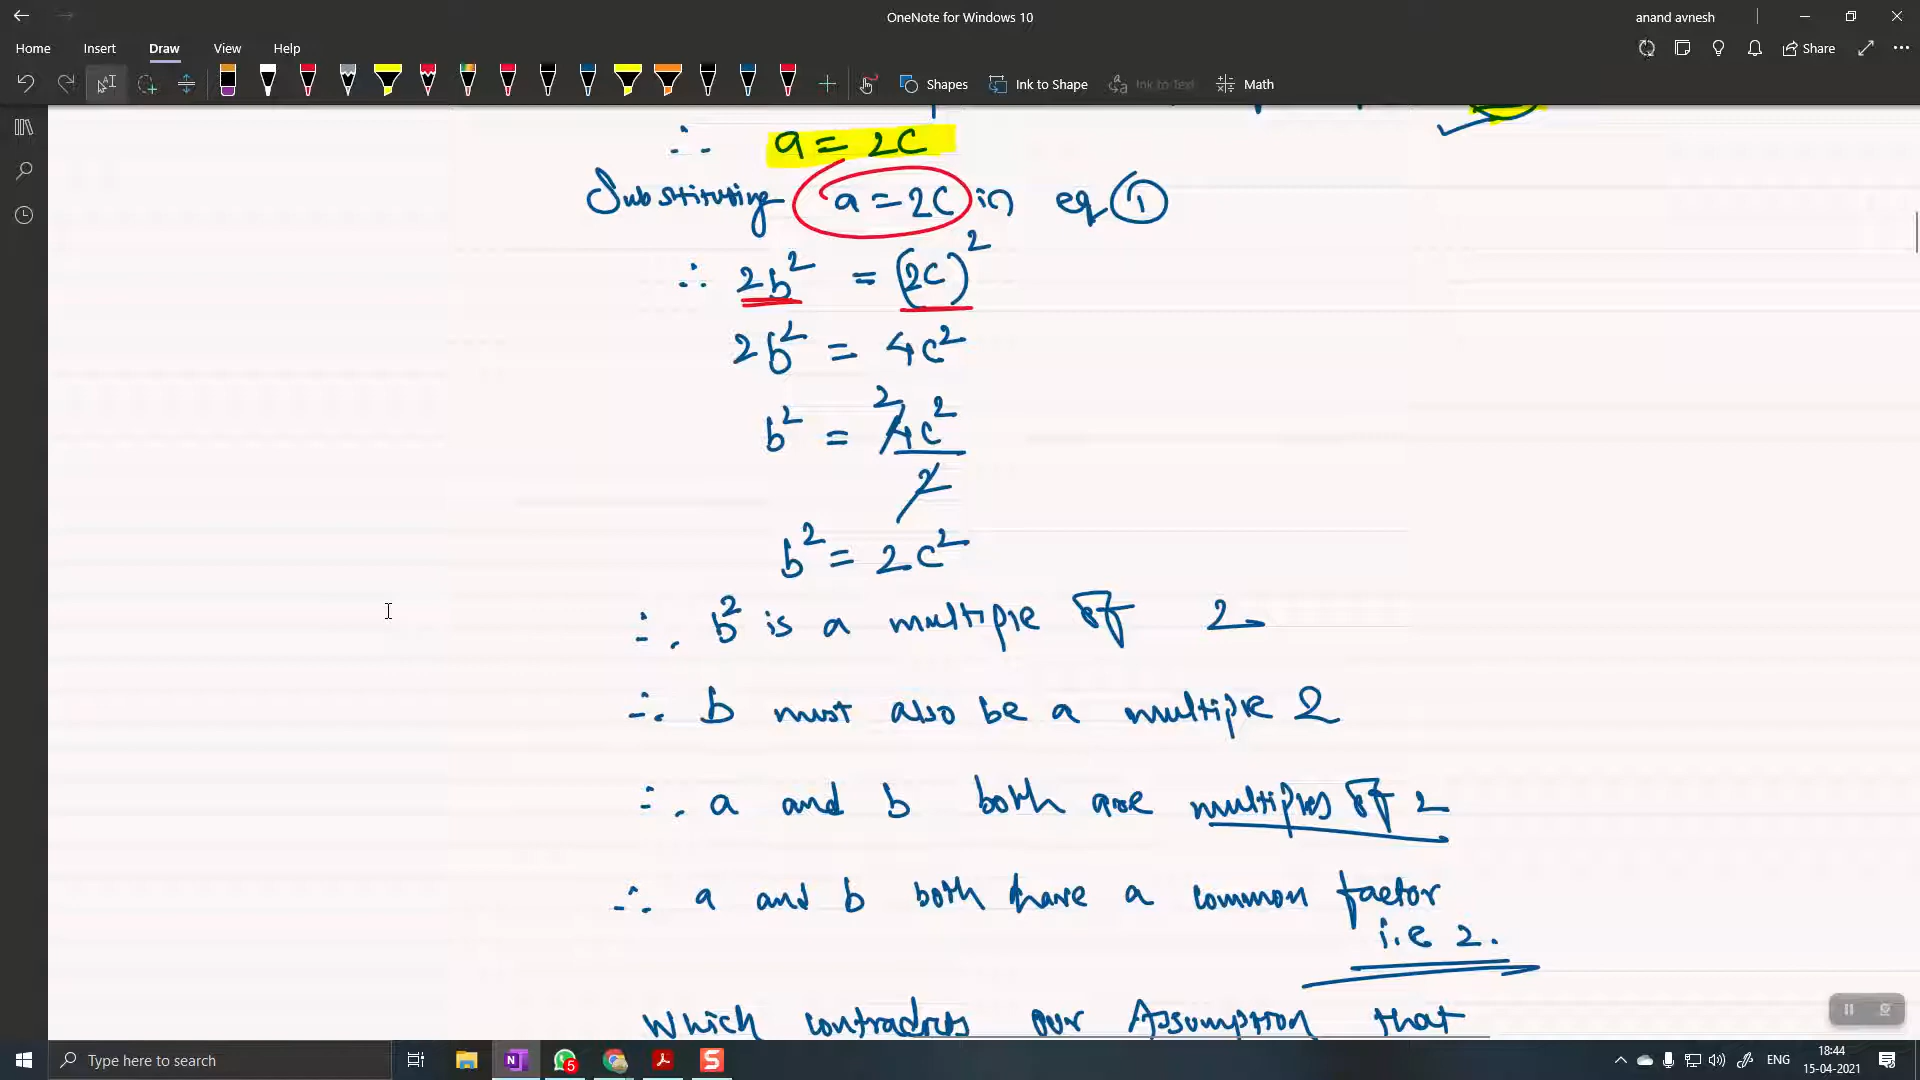 OneNote for Windows 10
anand avnesh
Home Insert Draw View Help
Share
Shapes Ink to Shape Ink to Text Math
∴ a = 2c
Substituting a = 2c in eq ①
∴ 2b² = (2c)²
2b² = 4c²
b² = 4c²/2 2
b² = 2c²
∴ b² is a multiple of 2
∴ b must also be a multiple 2
∴ a and b both are multiples of 2
∴ a and b both have a common factor
i.e 2.
Which contradicts our Assumption that
Type here to search
5
ENG
18:44
15-04-2021